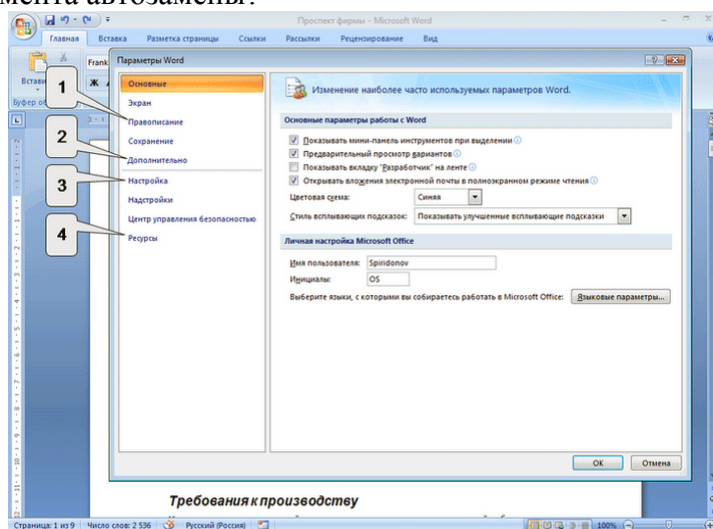 мента автозамены?
Проспект фирмы - Microsoft Word
Главная Вставка Разметка страницы Ссылки Рассылки Рецензирование Вид
Frank
Ж
Параметры Word
1
2
3
4
Основные
Экран
Правописание
Сохранение
Дополнительно
Настройка
Надстройки
Центр управления безопасностью
Ресурсы
Изменение наиболее часто используемых параметров Word.
Основные параметры работы с Word
Показывать мини-панель инструментов при выделении
Предварительный просмотр вариантов
Показывать вкладку "Разработчик" на ленте
Открывать вложения электронной почты в полноэкранном режиме чтения
Цветовая схема: Синяя
Стиль всплывающих подсказок: Показывать улучшенные всплывающие подсказки
Личная настройка Microsoft Office
Имя пользователя: Spiridonov
Инициалы: OS
Выберите языки, с которыми вы собираетесь работать в Microsoft Office: Языковые параметры...
ОК Отмена
Требования к производству
Страница: 1 из 9 Число слов: 2 536 Русский (Россия) 100%